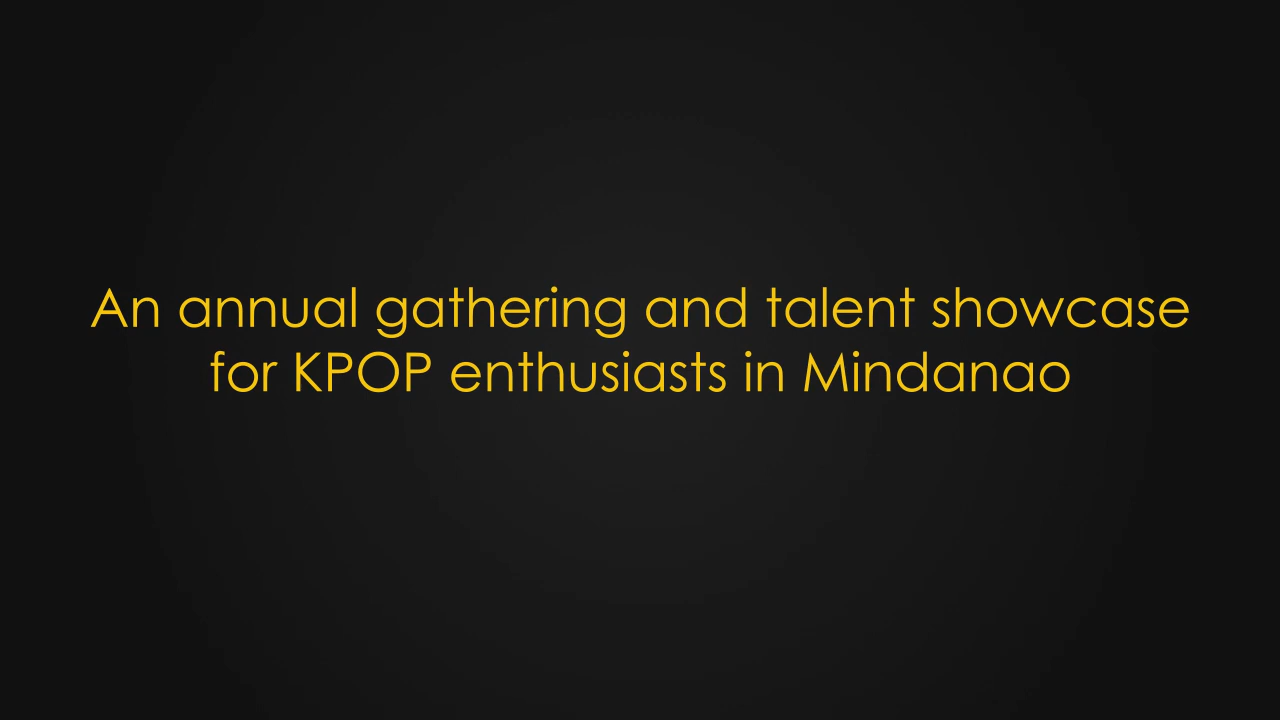 An annual gathering and talent showcase
for KPOP enthusiasts in Mindanao